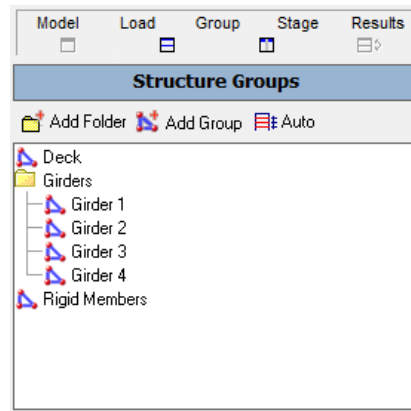 Model Load Group Stage Results
Structure Groups
Add Folder Add Group Auto
Deck
Girders
Girder 1
Girder 2
Girder 3
Girder 4
Rigid Members